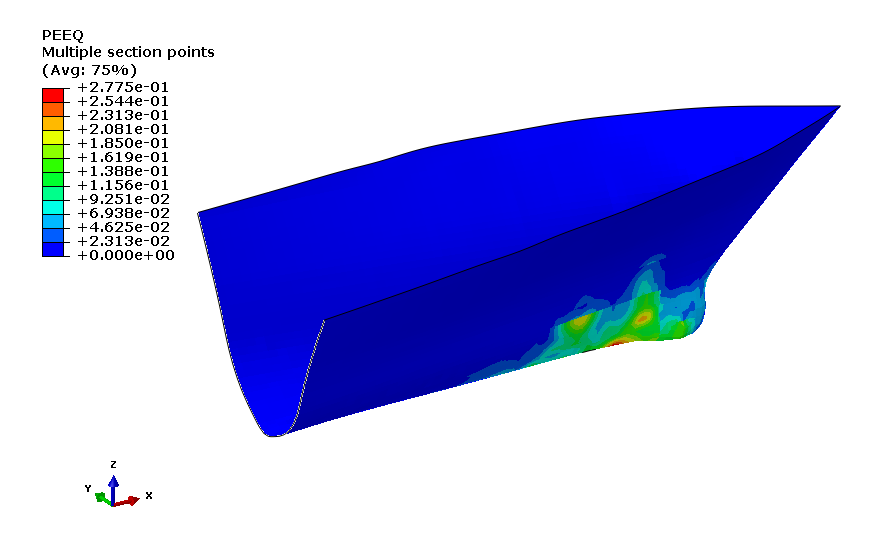 PEEQ
Multiple section points
(Avg: 75%)
+2.775e-01
+2.544e-01
+2.313e-01
+2.081e-01
+1.850e-01
+1.619e-01
+1.388e-01
+1.156e-01
+9.251e-02
+6.938e-02
+4.625e-02
+2.313e-02
+0.000e+00
Z
Y
X